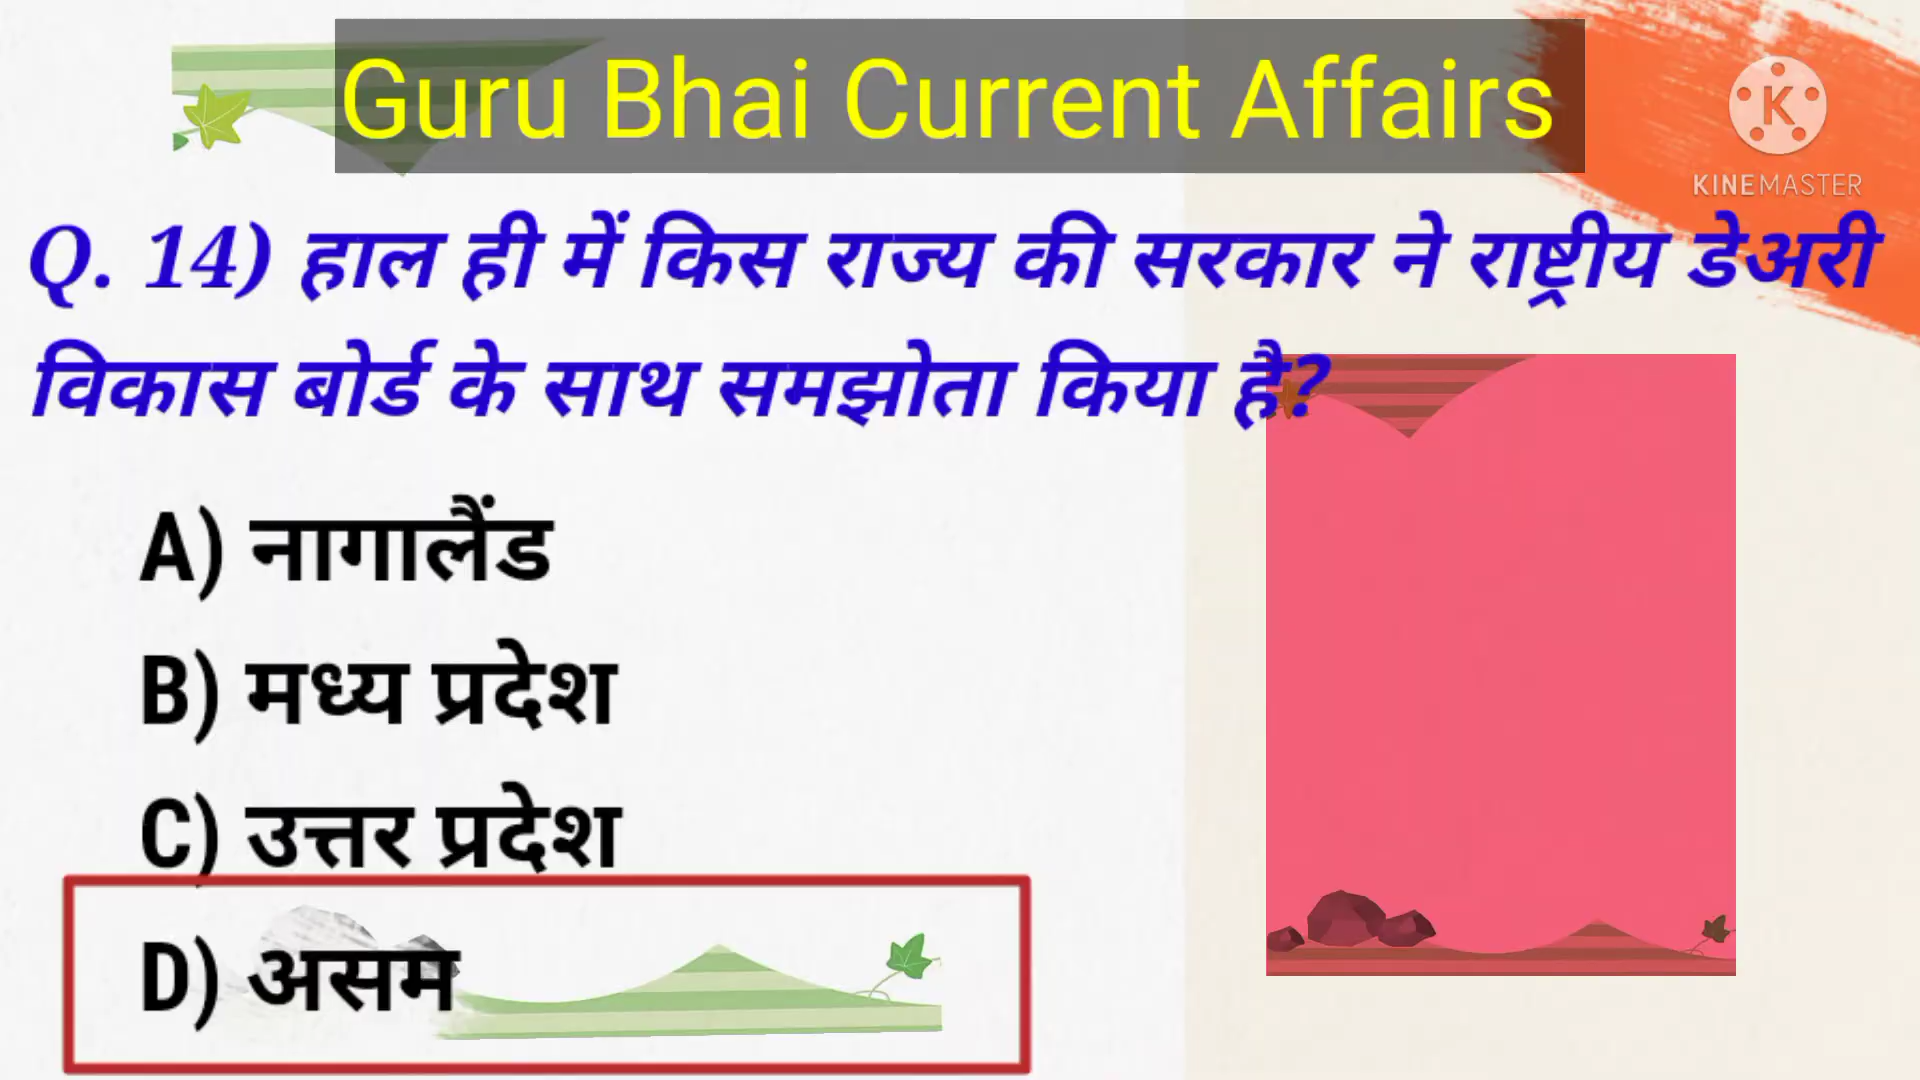 Guru Bhai Current Affairs
KINEMASTER
Q. 14) हाल ही में किस राज्य की सरकार ने राष्ट्रीय डेअरी
विकास बोर्ड के साथ समझोता किया है?
A) नागालैंड
B) मध्य प्रदेश
C) उत्तर प्रदेश
D) असम